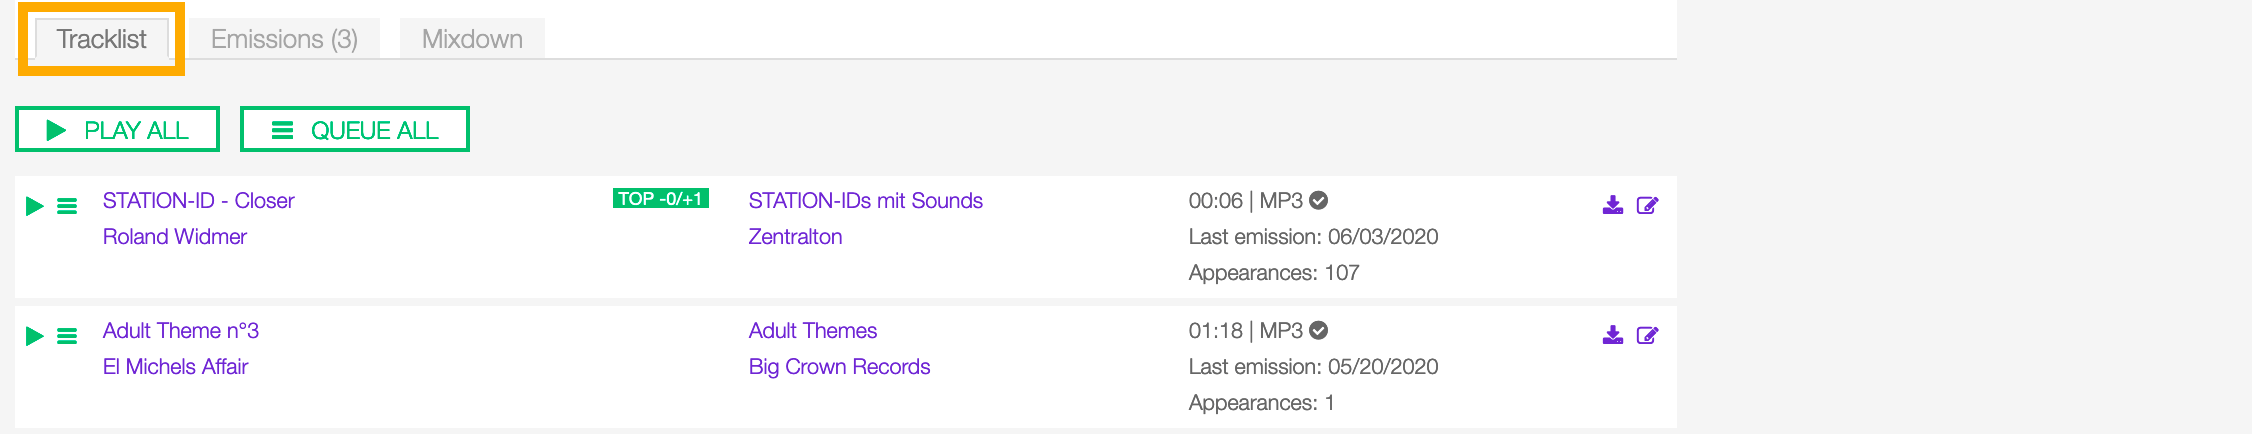 Tracklist Emissions (3) Mixdown
PLAY ALL QUEUE ALL
STATION-ID - Closer TOP -0/+1 STATION-IDs mit Sounds 00:06 | MP3
Roland Widmer Zentralton Last emission: 06/03/2020
Appearances: 107
Adult Theme n°3 Adult Themes 01:18 | MP3
El Michels Affair Big Crown Records Last emission: 05/20/2020
Appearances: 1